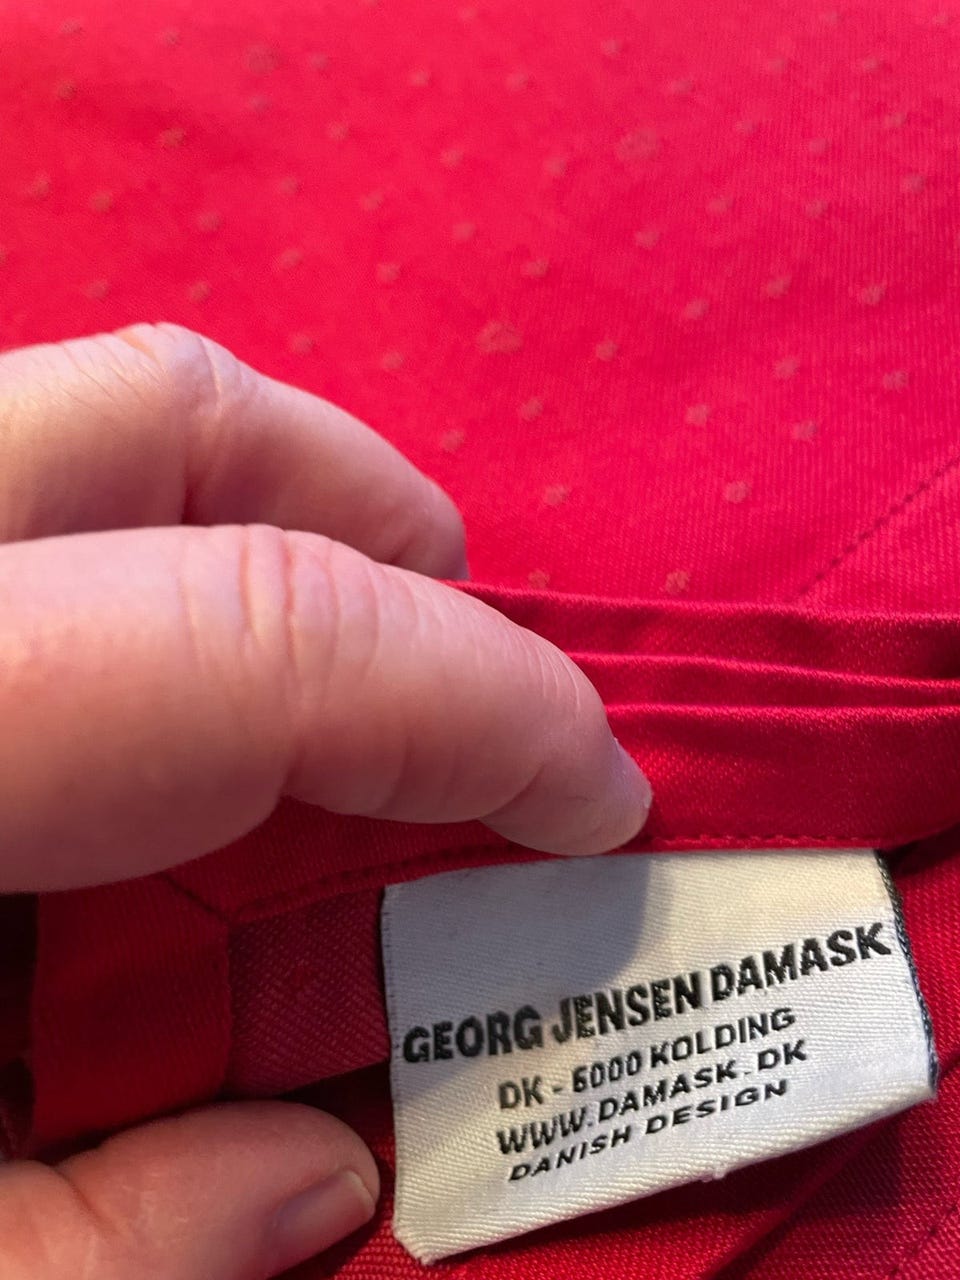 GEORG JENSEN DAMASK
DK - 6000 KOLDING
WWW.DAMASK.DK
DANISH DESIGN